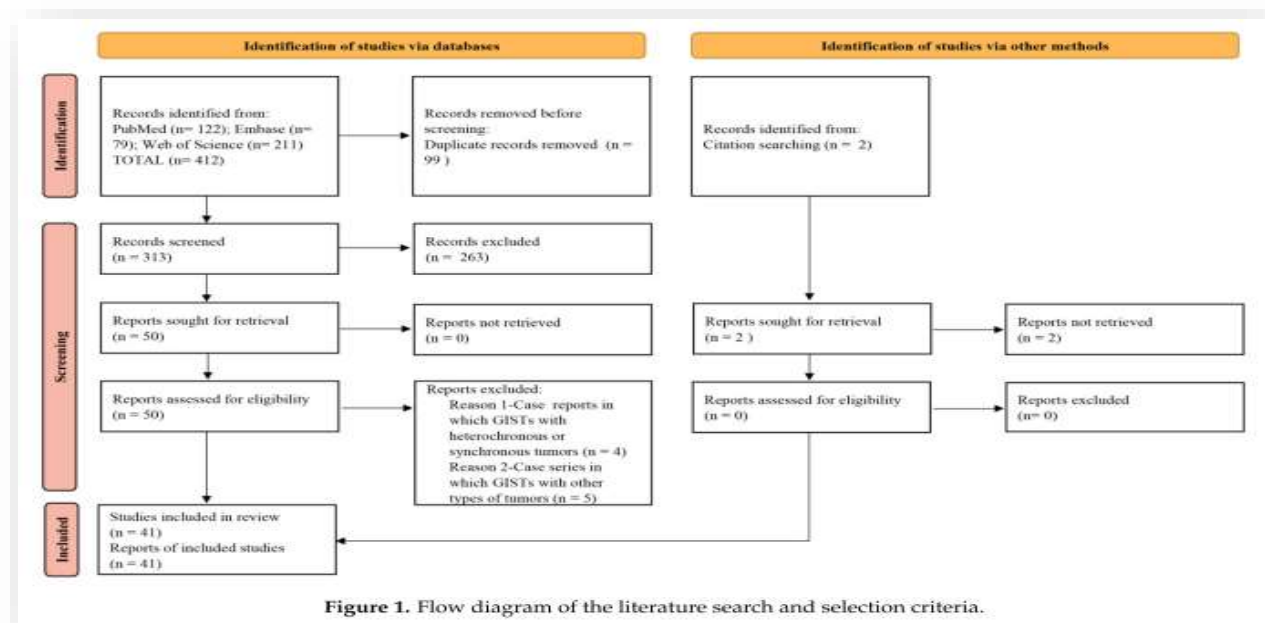 Identification of studies via databases
Identification of studies via other methods
Identification
Records identified from:
PubMed (n= 122); Embase (n=
79); Web of Science (n= 211)
TOTAL (n= 412)
Records removed before
screening:
Duplicate records removed (n =
99 )
Records identified from:
Citation searching (n = 2)
Screening
Records screened
(n = 313)
Records excluded
(n = 263)
Reports sought for retrieval
(n = 50)
Reports not retrieved
(n = 0)
Reports sought for retrieval
(n = 2 )
Reports not retrieved
(n = 2)
Reports assessed for eligibility
(n = 50)
Reports excluded:
Reason 1-Case reports in
which GISTs with
heterochronous or
synchronous tumors (n = 4)
Reason 2-Case series in
which GISTs with other
types of tumors (n = 5)
Reports assessed for eligibility
(n = 0)
Reports excluded
(n= 0)
Included
Studies included in review
(n = 41)
Reports of included studies
(n = 41)
Figure 1. Flow diagram of the literature search and selection criteria.